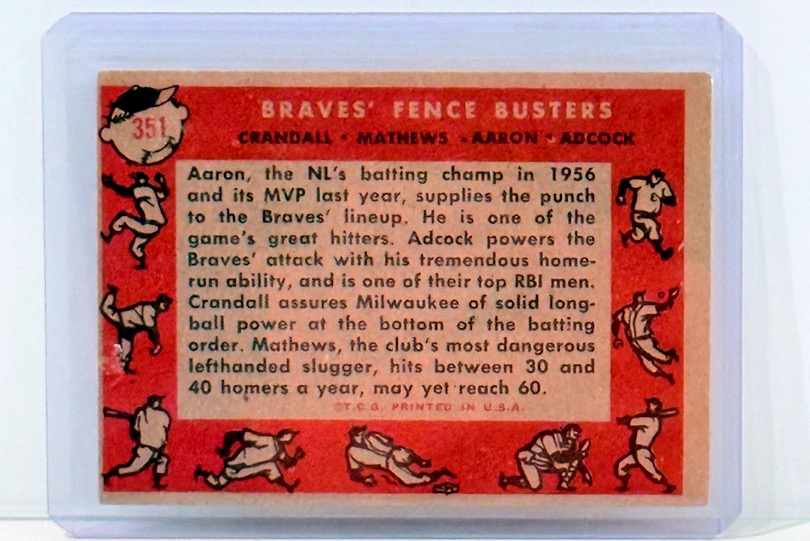 351
BRAVES' FENCE BUSTERS
CRANDALL • MATHEWS • AARON • ADCOCK
Aaron, the NL's batting champ in 1956
and its MVP last year, supplies the punch
to the Braves' lineup. He is one of the
game's great hitters. Adcock powers the
Braves' attack with his tremendous home-
run ability, and is one of their top RBI men.
Crandall assures Milwaukee of solid long-
ball power at the bottom of the batting
order. Mathews, the club's most dangerous
lefthanded slugger, hits between 30 and
40 homers a year, may yet reach 60.
©T.C.G. PRINTED IN U.S.A.